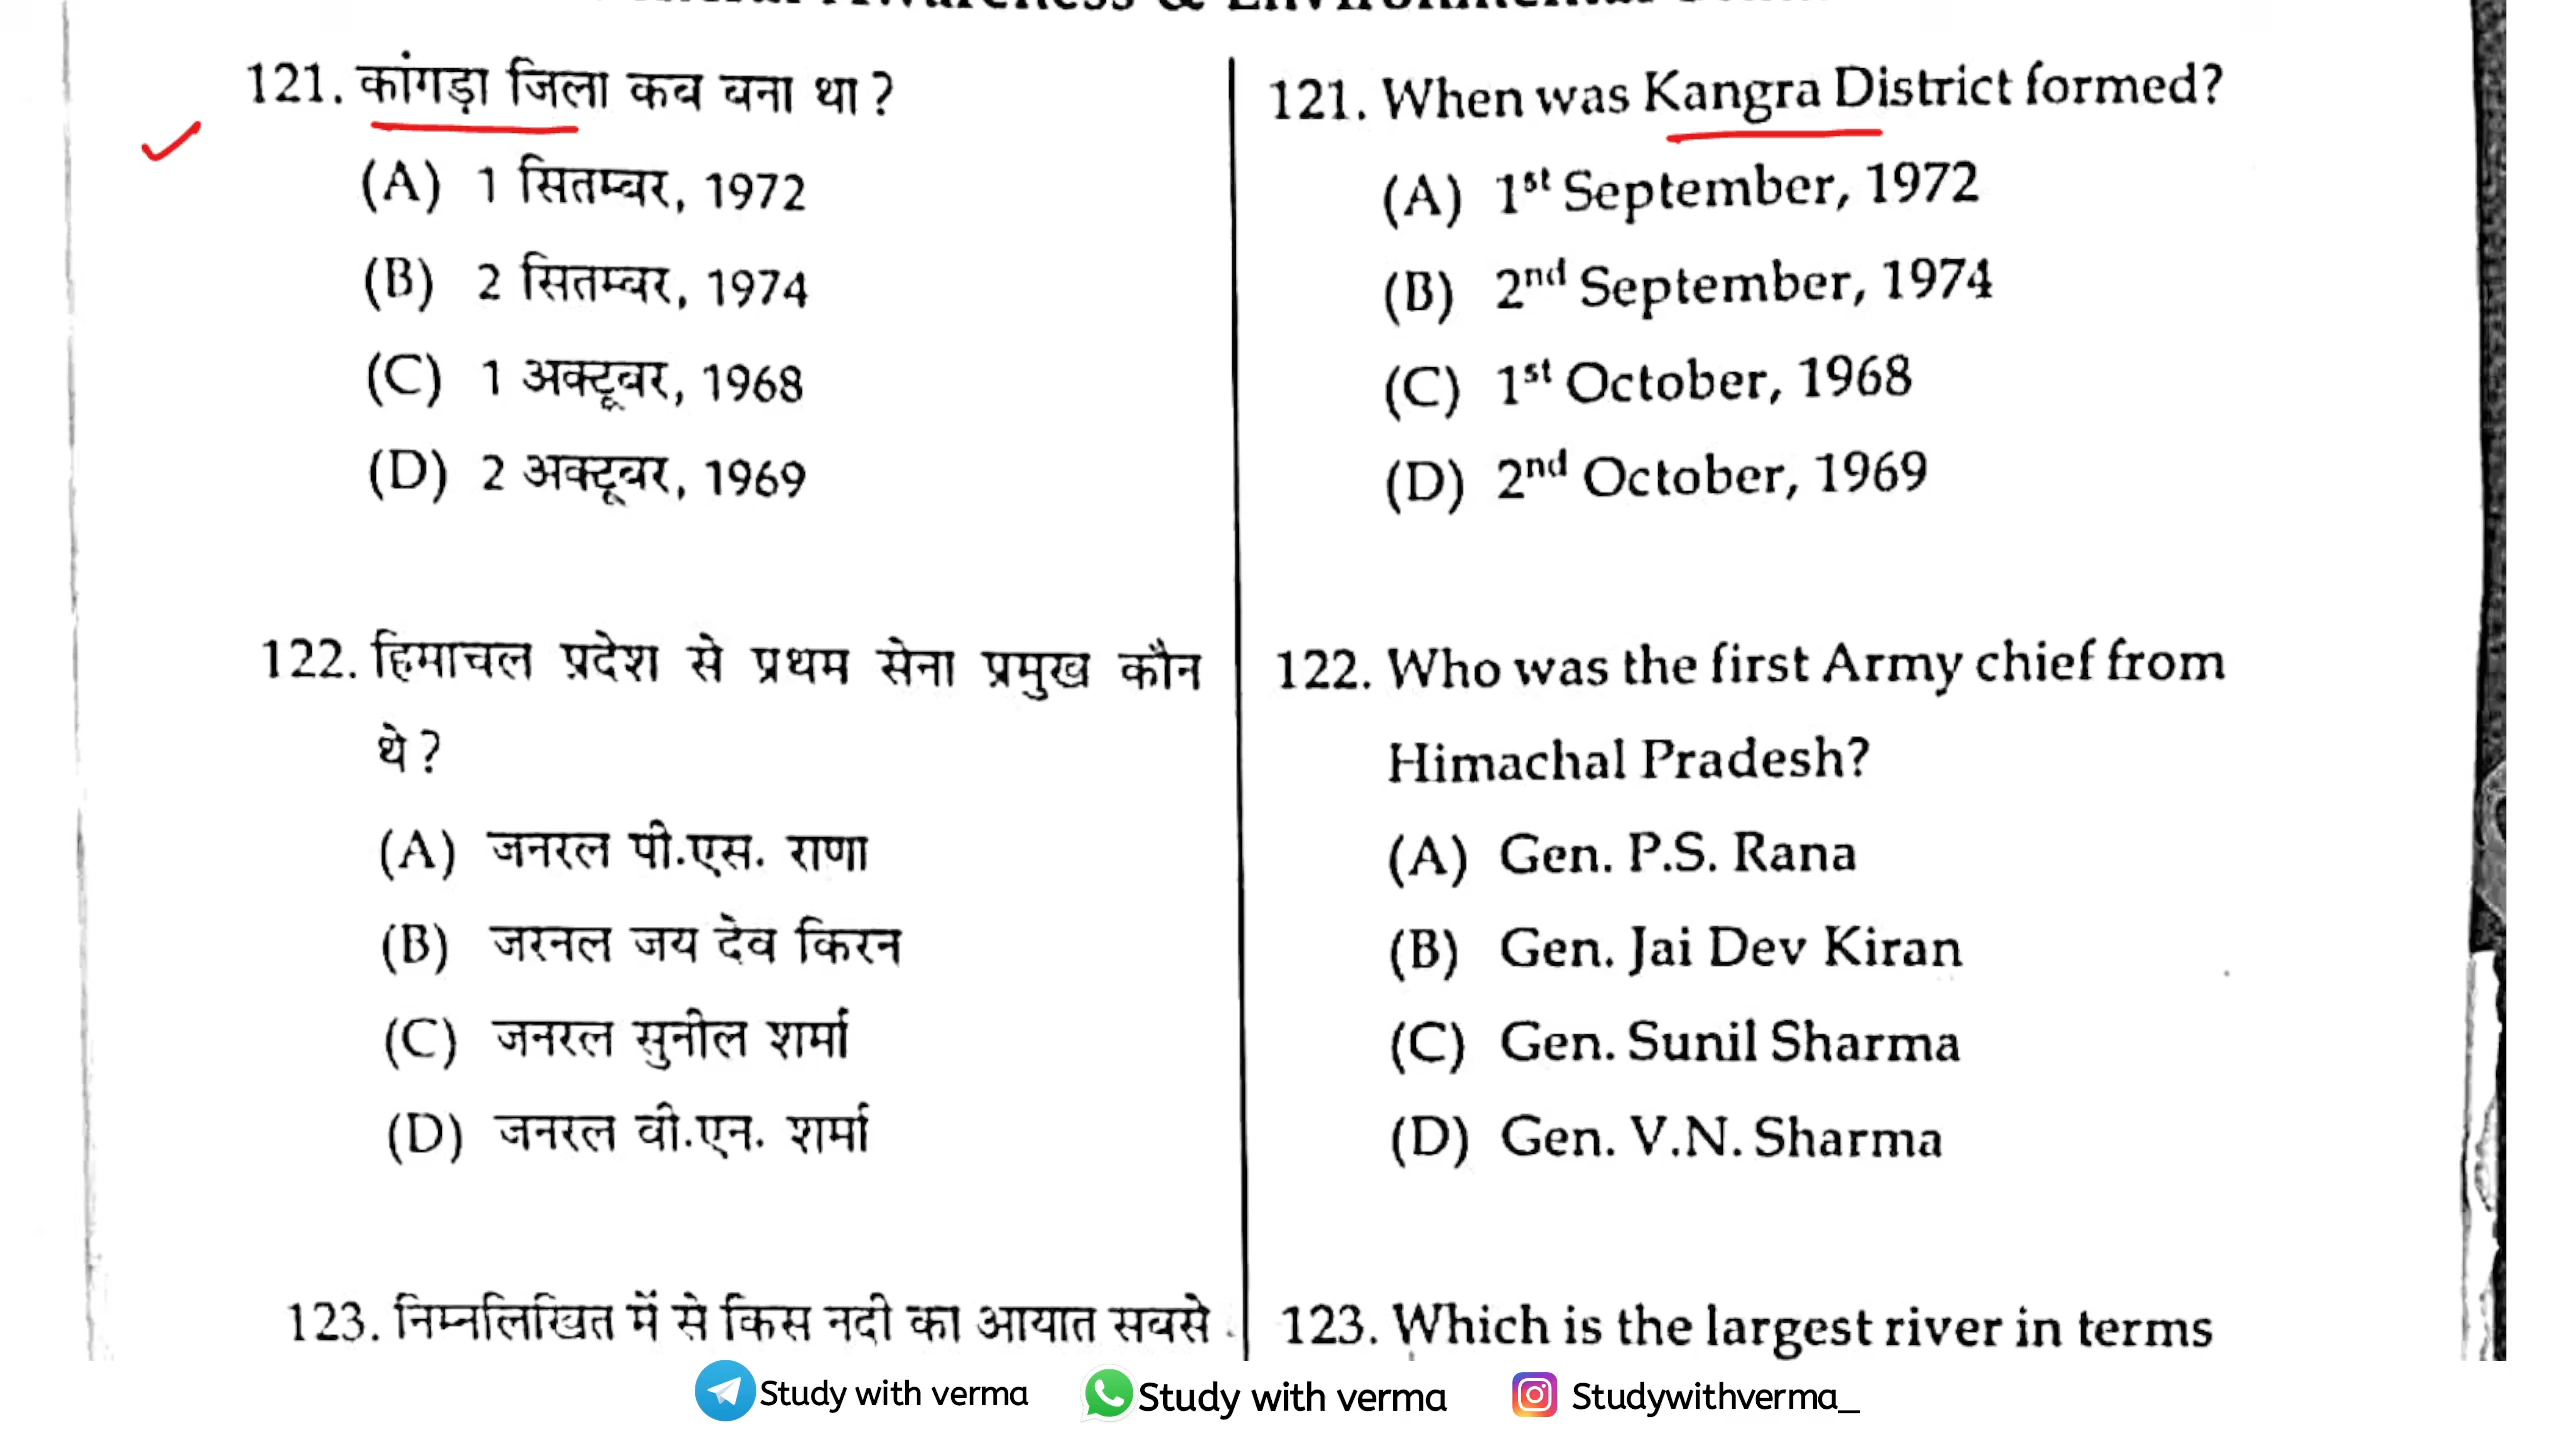 121. कांगड़ा जिला कब बना था ?
(A) 1 सितम्बर, 1972
(B) 2 सितम्बर, 1974
(C) 1 अक्टूबर, 1968
(D) 2 अक्टूबर, 1969
122. हिमाचल प्रदेश से प्रथम सेना प्रमुख कौन
थे ?
(A) जनरल पी.एस. राणा
(B) जरनल जय देव किरन
(C) जनरल सुनील शर्मा
(D) जनरल वी.एन. शर्मा
123. निम्नलिखित में से किस नदी का आयात सबसे
121. When was Kangra District formed?
(A) 1st September, 1972
(B) 2nd September, 1974
(C) 1st October, 1968
(D) 2nd October, 1969
122. Who was the first Army chief from
Himachal Pradesh?
(A) Gen. P.S. Rana
(B) Gen. Jai Dev Kiran
(C) Gen. Sunil Sharma
(D) Gen. V.N. Sharma
123. Which is the largest river in terms
Study with verma
Study with verma
Studywithverma_